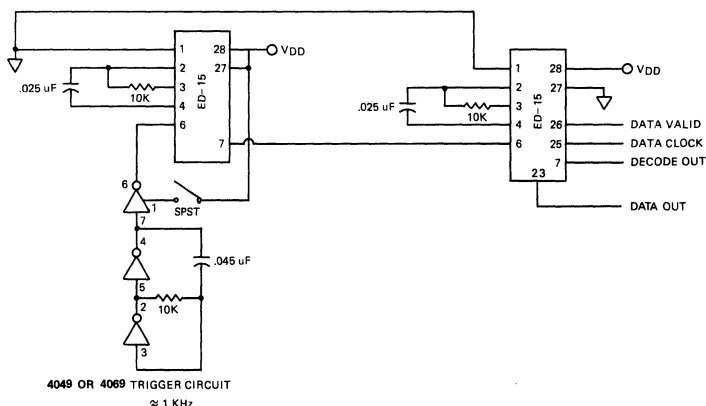 1 28 VDD
2 27
.025 uF
10K 3
4 ED-15
6
7
1 28 VDD
2 27
.025 uF
10K 3
4 ED-15 26 DATA VALID
6 25 DATA CLOCK
7 DECODE OUT
23
DATA OUT
6
1 SPST
7
4
.045 uF
5
2 10K
3
4049 OR 4069 TRIGGER CIRCUIT
≈ 1 KHz